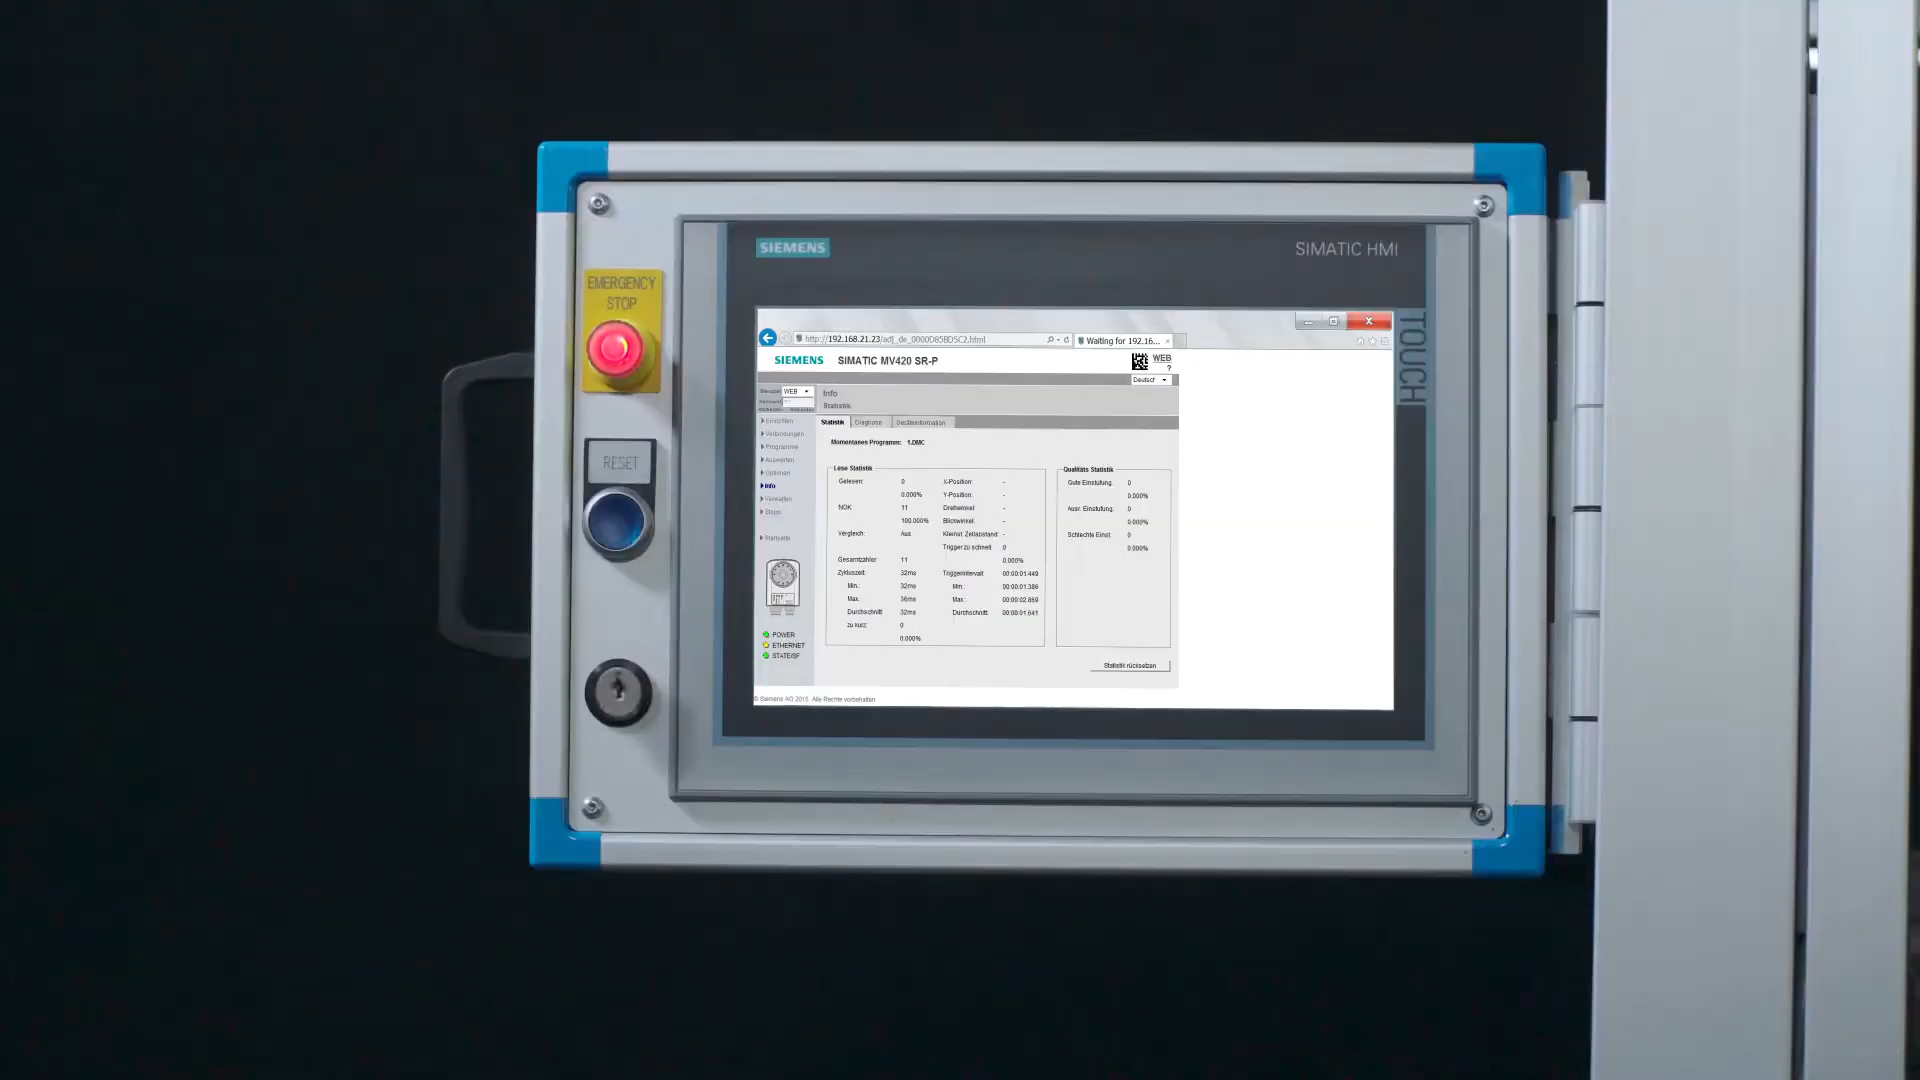 SIEMENS
SIMATIC HMI
TOUCH
EMERGENCY
STOP
RESET
http://192.168.21.23/adj_de_0000D85BD5C2.html
Waiting for 192.16...
SIEMENS SIMATIC MV420 SR-P
WEB
?
Deutsch
WEB
Info
Statistik
Einrichten
Verbindungen
Programme
Auswerten
Optionen
Info
Verwalten
Stopp
Startseite
Statistik Diagnose Geräteinformation
Momentanes Programm: 1.DMC
Lese Statistik
Gelesen: 0 X-Position: -
0.000% Y-Position: -
NOK: 11 Drehwinkel: -
100.000% Blickwinkel: -
Vergleich: Aus Kleinst. Zeitabstand: -
Trigger zu schnell: 0
Gesamtzähler: 11 0.000%
Zykluszeit: 32ms Triggerintervall: 00:00:01.449
Min.: 32ms Min.: 00:00:01.386
Max. 36ms Max.: 00:00:02.869
Durchschnitt: 32ms Durchschnitt: 00:00:01.641
zu kurz: 0
0.000%
Qualitäts Statistik
Gute Einstufung: 0
0.000%
Ausr. Einstufung: 0
0.000%
Schlechte Einst. 0
0.000%
Statistik rücksetzen
POWER
ETHERNET
STATE/SF
© Siemens AG 2015. Alle Rechte vorbehalten